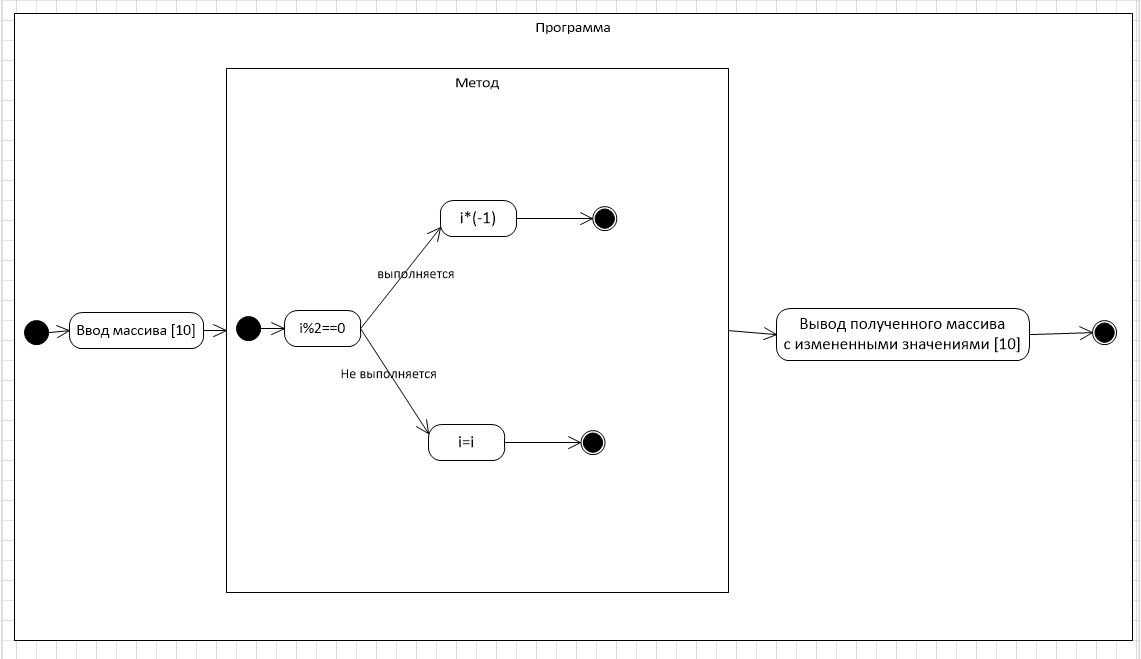 Программа
Метод
i*(-1)
выполняется
Ввод массива [10]
i%2==0
Вывод полученного массива
с измененными значениями [10]
Не выполняется
i=i